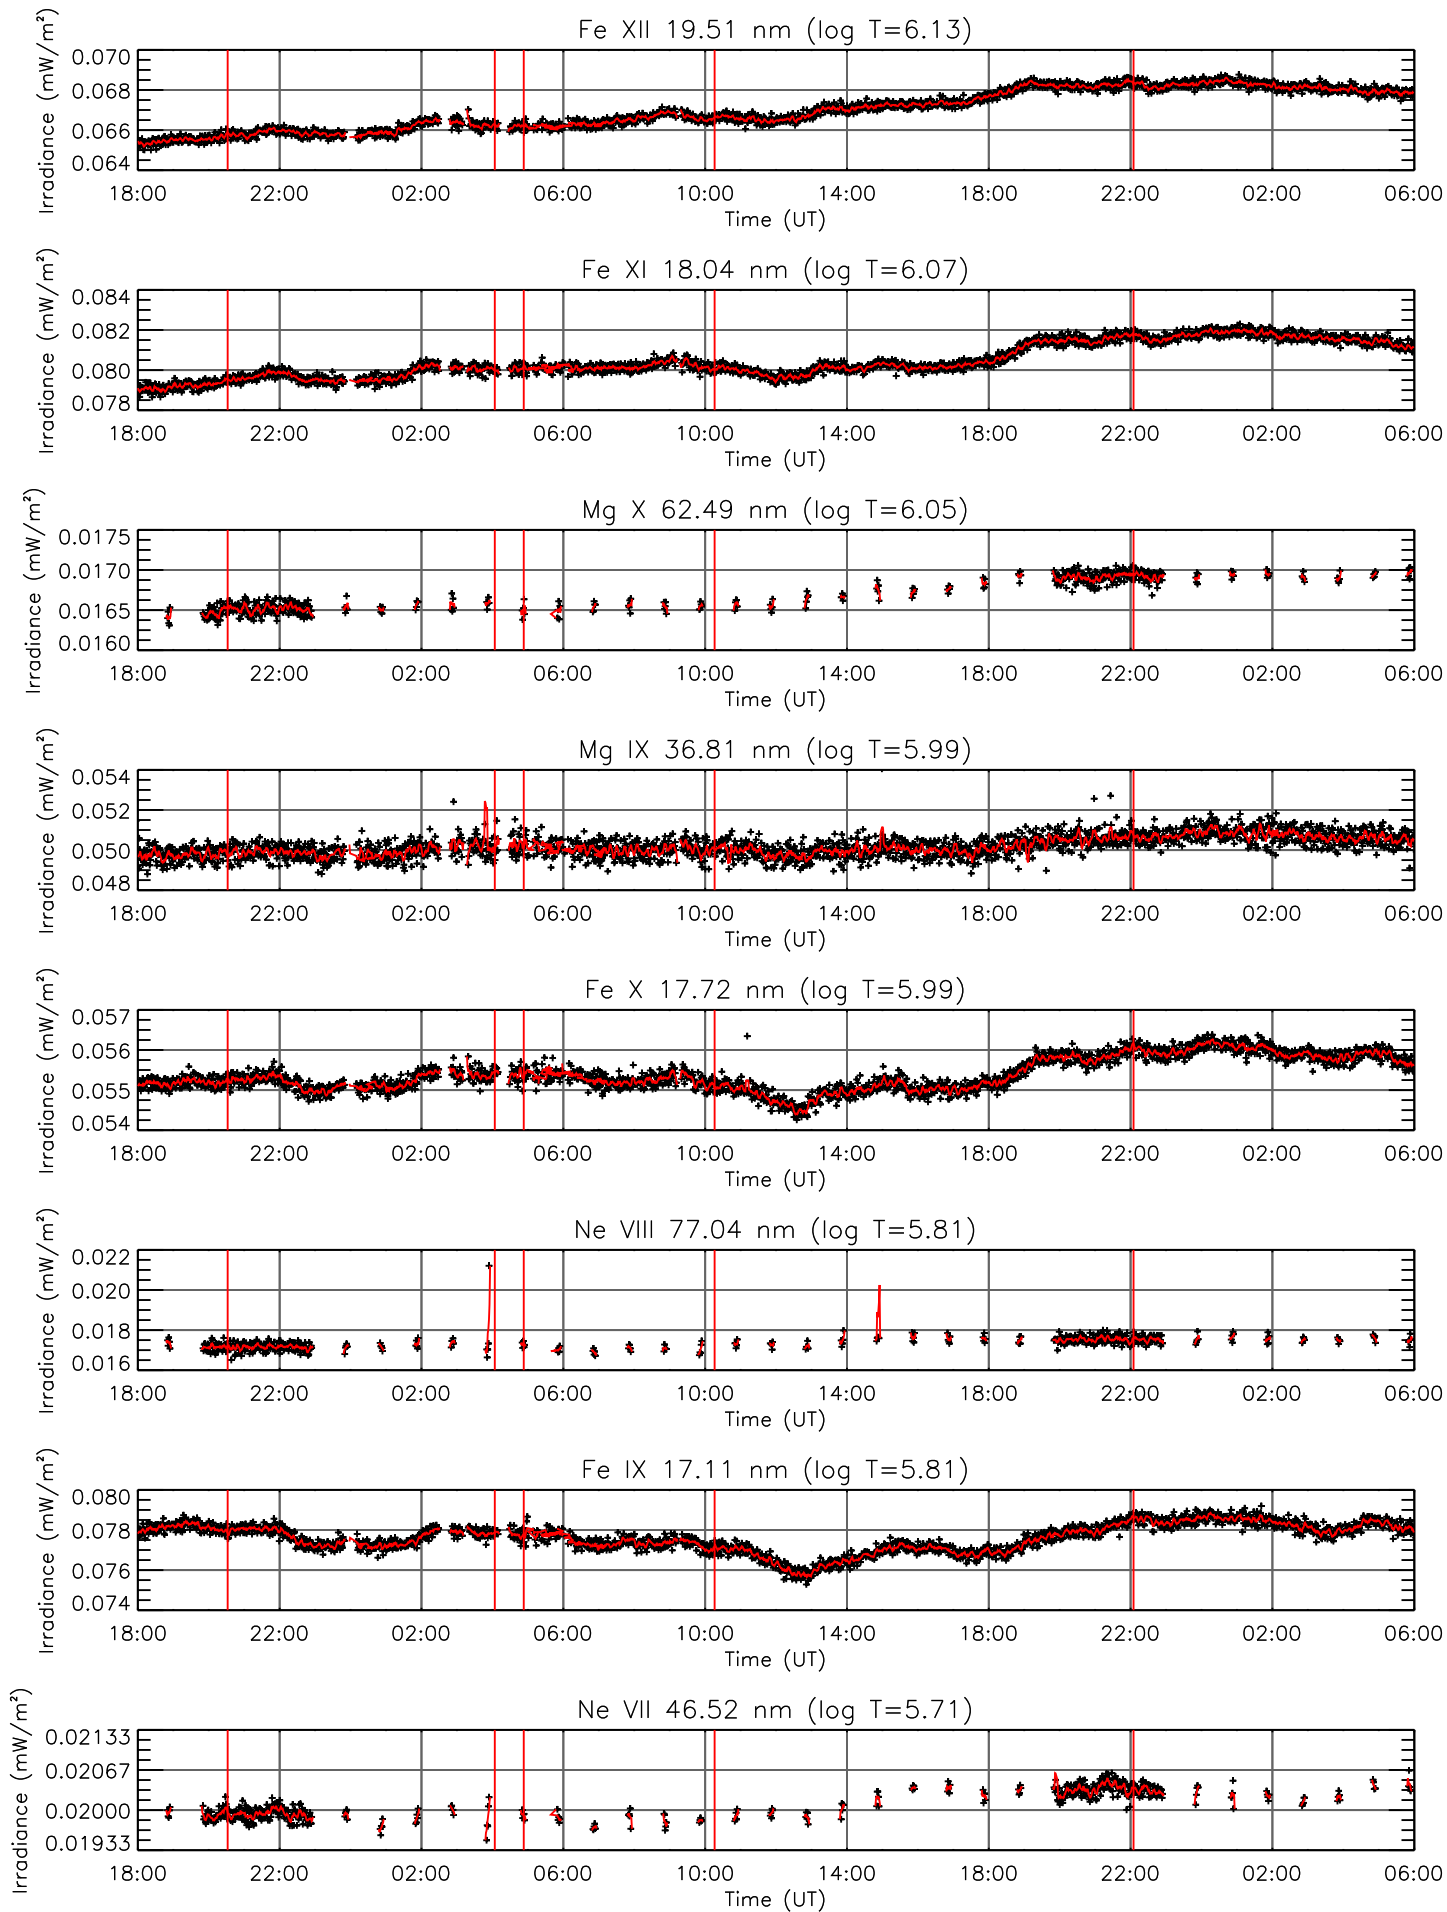 Fe XII 19.51 nm (log T=6.13)
Irradiance (mW/m²)
0.070
0.068
0.066
0.064
18:00 22:00 02:00 06:00 10:00 14:00 18:00 22:00 02:00 06:00
Time (UT)
Fe XI 18.04 nm (log T=6.07)
Irradiance (mW/m²)
0.084
0.082
0.080
0.078
18:00 22:00 02:00 06:00 10:00 14:00 18:00 22:00 02:00 06:00
Time (UT)
Mg X 62.49 nm (log T=6.05)
Irradiance (mW/m²)
0.0175
0.0170
0.0165
0.0160
18:00 22:00 02:00 06:00 10:00 14:00 18:00 22:00 02:00 06:00
Time (UT)
Mg IX 36.81 nm (log T=5.99)
Irradiance (mW/m²)
0.054
0.052
0.050
0.048
18:00 22:00 02:00 06:00 10:00 14:00 18:00 22:00 02:00 06:00
Time (UT)
Fe X 17.72 nm (log T=5.99)
Irradiance (mW/m²)
0.057
0.056
0.055
0.054
18:00 22:00 02:00 06:00 10:00 14:00 18:00 22:00 02:00 06:00
Time (UT)
Ne VIII 77.04 nm (log T=5.81)
Irradiance (mW/m²)
0.022
0.020
0.018
0.016
18:00 22:00 02:00 06:00 10:00 14:00 18:00 22:00 02:00 06:00
Time (UT)
Fe IX 17.11 nm (log T=5.81)
Irradiance (mW/m²)
0.080
0.078
0.076
0.074
18:00 22:00 02:00 06:00 10:00 14:00 18:00 22:00 02:00 06:00
Time (UT)
Ne VII 46.52 nm (log T=5.71)
Irradiance (mW/m²)
0.02133
0.02067
0.02000
0.01933
18:00 22:00 02:00 06:00 10:00 14:00 18:00 22:00 02:00 06:00
Time (UT)